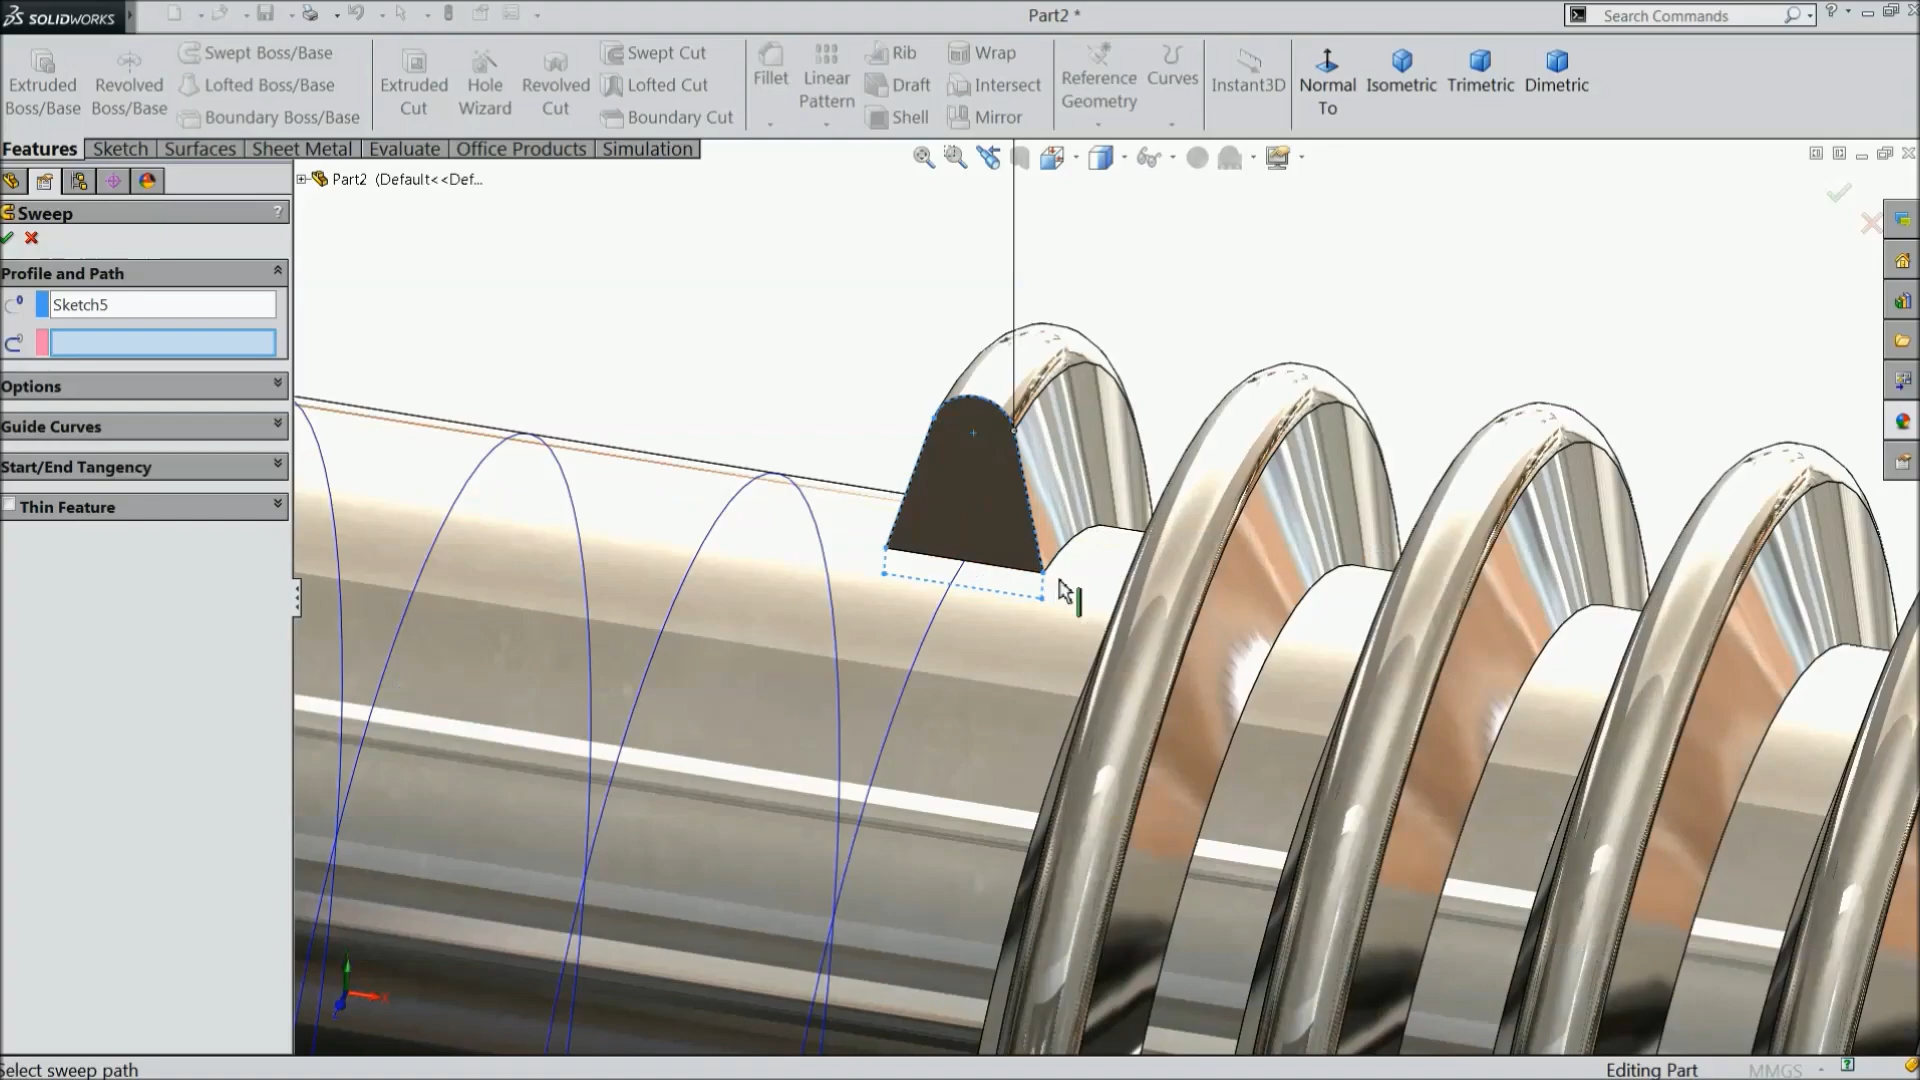 SOLIDWORKS
Part2 *
Search Commands
Extruded Boss/Base
Revolved Boss/Base
Swept Boss/Base
Lofted Boss/Base
Boundary Boss/Base
Extruded Cut
Hole Wizard
Revolved Cut
Swept Cut
Lofted Cut
Boundary Cut
Fillet
Linear Pattern
Rib
Draft
Shell
Wrap
Intersect
Mirror
Reference Geometry
Curves
Instant3D
Normal To
Isometric
Trimetric
Dimetric
Features
Sketch
Surfaces
Sheet Metal
Evaluate
Office Products
Simulation
Part2 (Default<<Def...
Sweep
?
Profile and Path
Sketch5
Options
Guide Curves
Start/End Tangency
Thin Feature
X
Select sweep path
Editing Part
MMGS